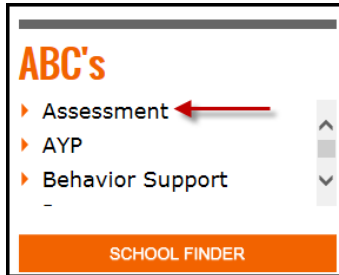 ABC's
Assessment
AYP
Behavior Support
SCHOOL FINDER